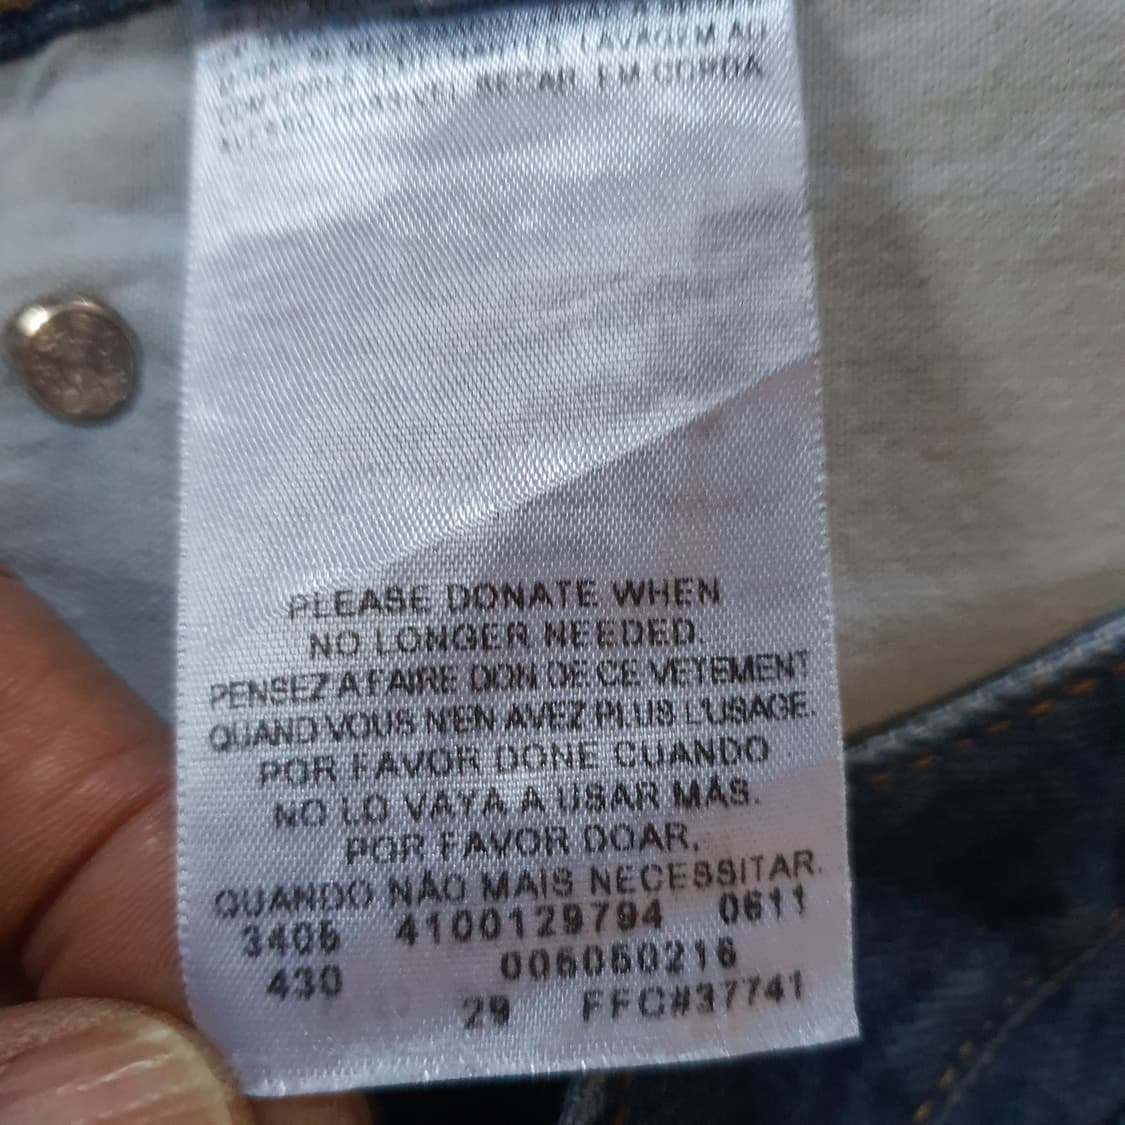 LAVAGEM AO
SECAR EM CORDA
PLEASE DONATE WHEN
NO LONGER NEEDED.
PENSEZ A FAIRE DON DE CE VETEMENT
QUAND VOUS N'EN AVEZ PLUS L'USAGE.
POR FAVOR DONE CUANDO
NO LO VAYA A USAR MÁS.
POR FAVOR DOAR,
QUANDO NÃO MAIS NECESSITAR.
3406 4100129794 0611
430 006060216
29 FFC#37741